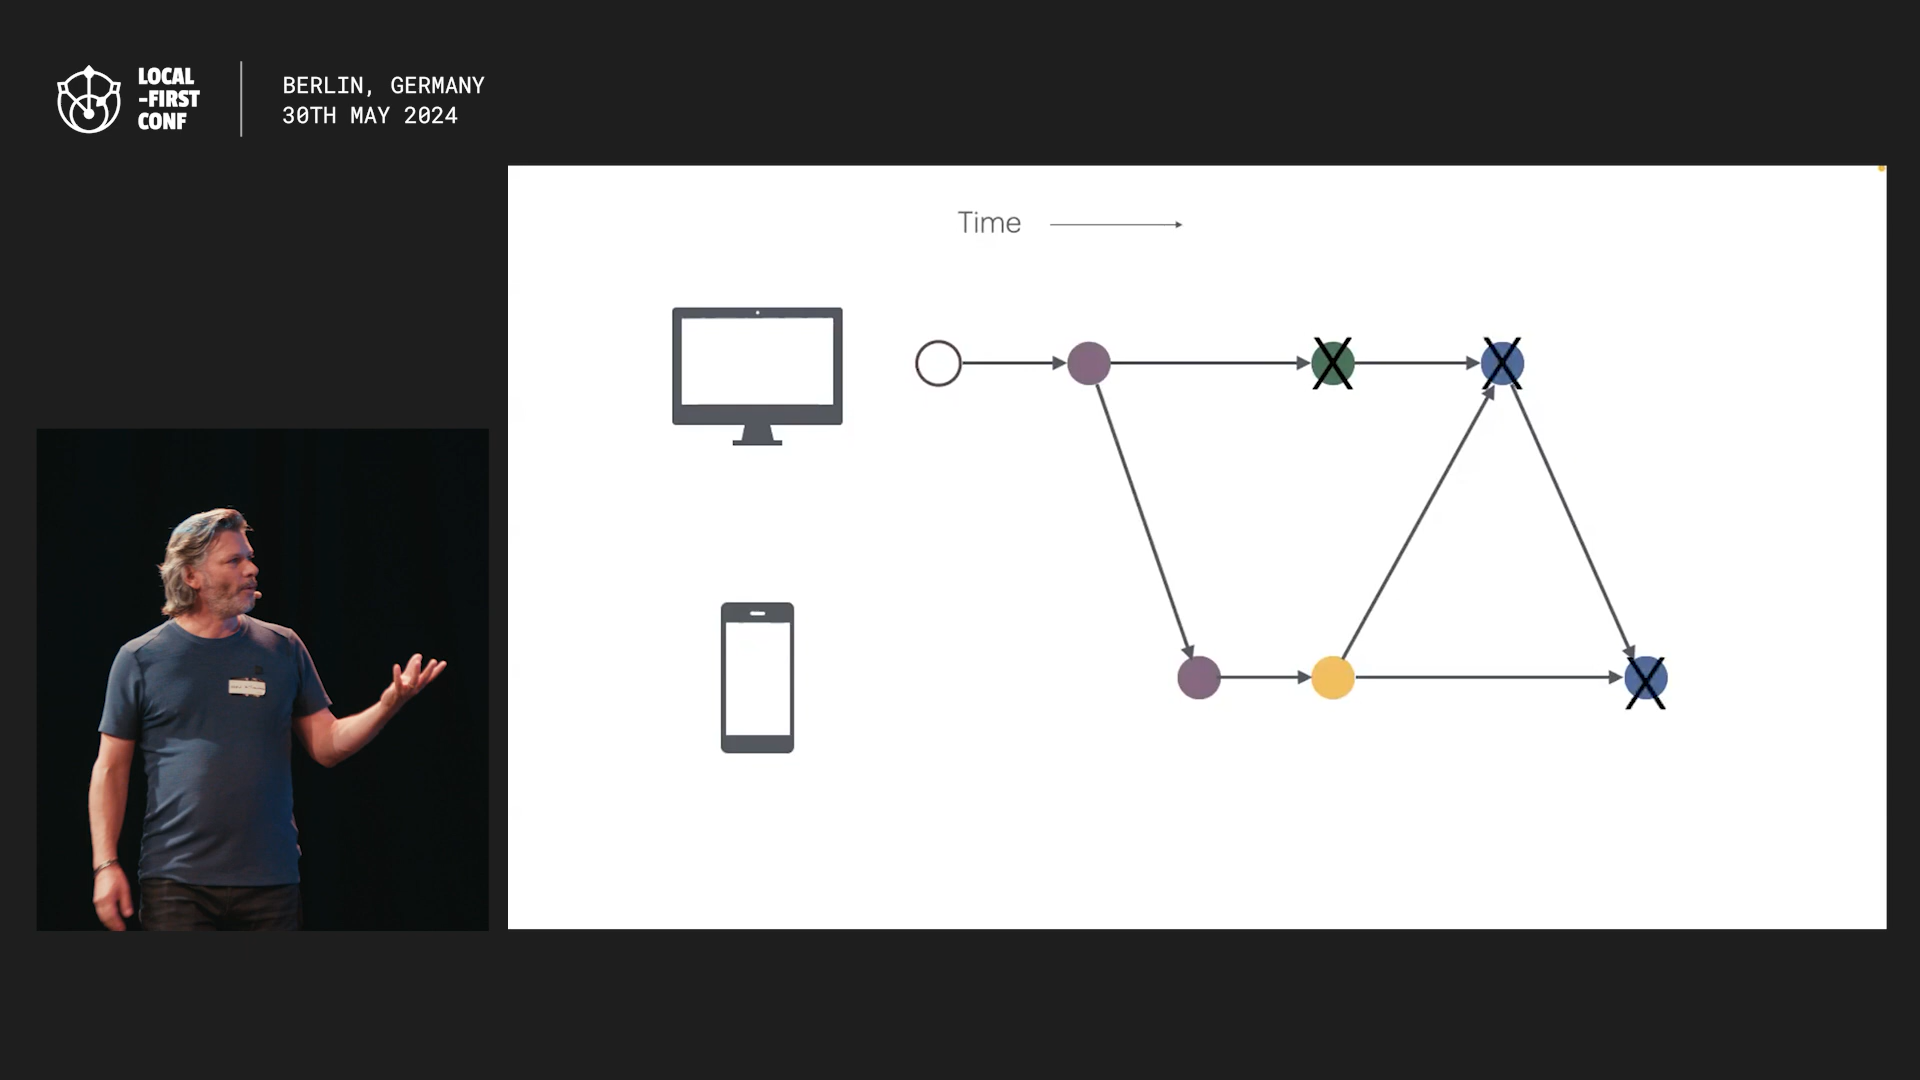 LOCAL
-FIRST
CONF
BERLIN, GERMANY
30TH MAY 2024
Time
X
X
X